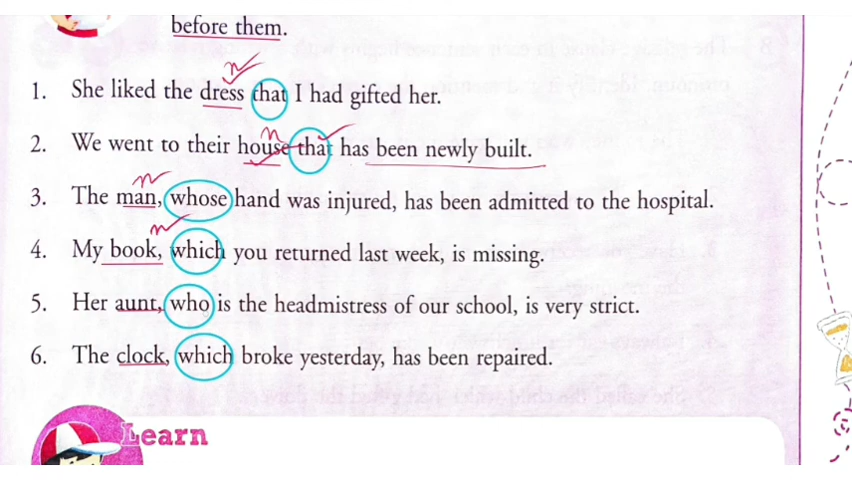 before them.
1. She liked the dress that I had gifted her.
2. We went to their house that has been newly built.
3. The man, whose hand was injured, has been admitted to the hospital.
4. My book, which you returned last week, is missing.
5. Her aunt, who is the headmistress of our school, is very strict.
6. The clock, which broke yesterday, has been repaired.
Learn